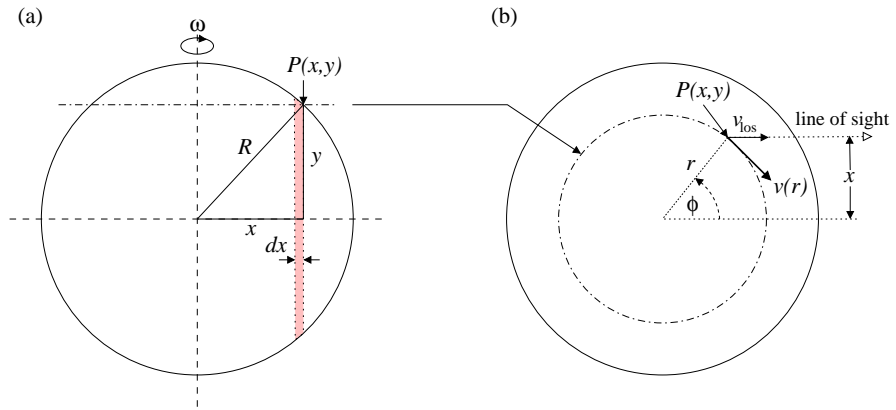 (a)
ω
P(x,y)
R
y
x
dx
(b)
P(x,y)
v_los
line of sight
r
v(r)
x
ϕ